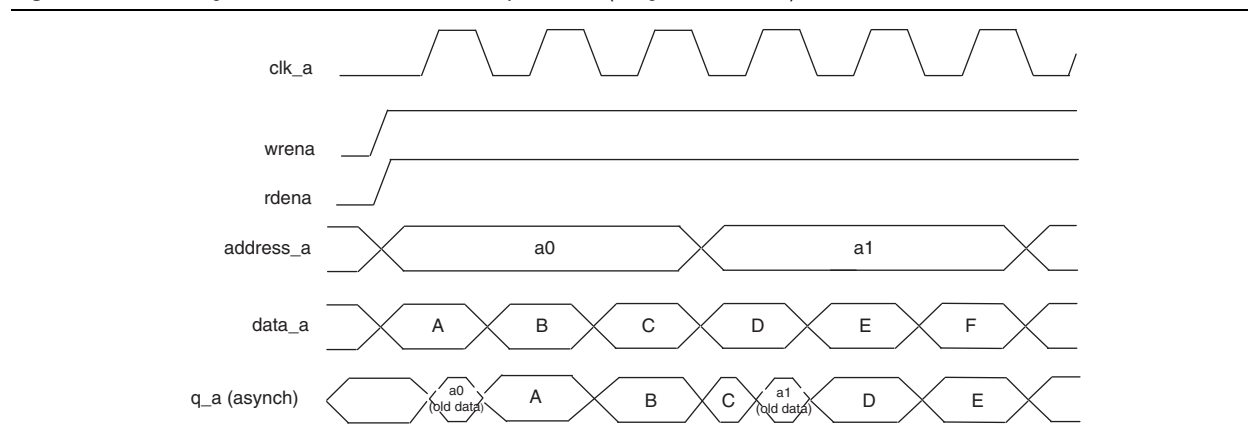 clk_a
wrena
rdena
address_a
a0
a1
data_a
A
B
C
D
E
F
q_a (asynch)
a0
(old data)
A
B
C
a1
(old data)
D
E